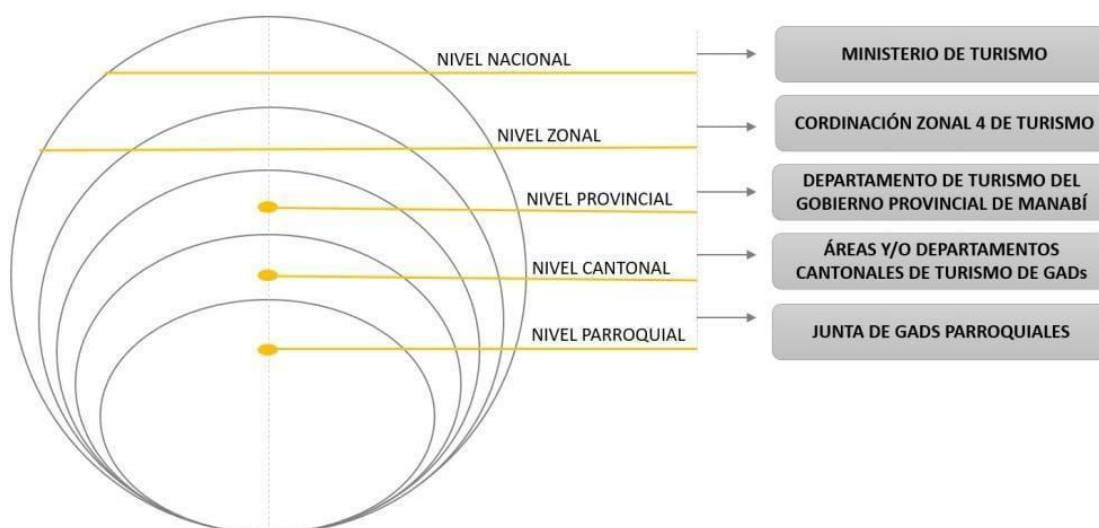 NIVEL NACIONAL
MINISTERIO DE TURISMO
NIVEL ZONAL
CORDINACIÓN ZONAL 4 DE TURISMO
NIVEL PROVINCIAL
DEPARTAMENTO DE TURISMO DEL
GOBIERNO PROVINCIAL DE MANABÍ
NIVEL CANTONAL
ÁREAS Y/O DEPARTAMENTOS
CANTONALES DE TURISMO DE GADs
NIVEL PARROQUIAL
JUNTA DE GADS PARROQUIALES